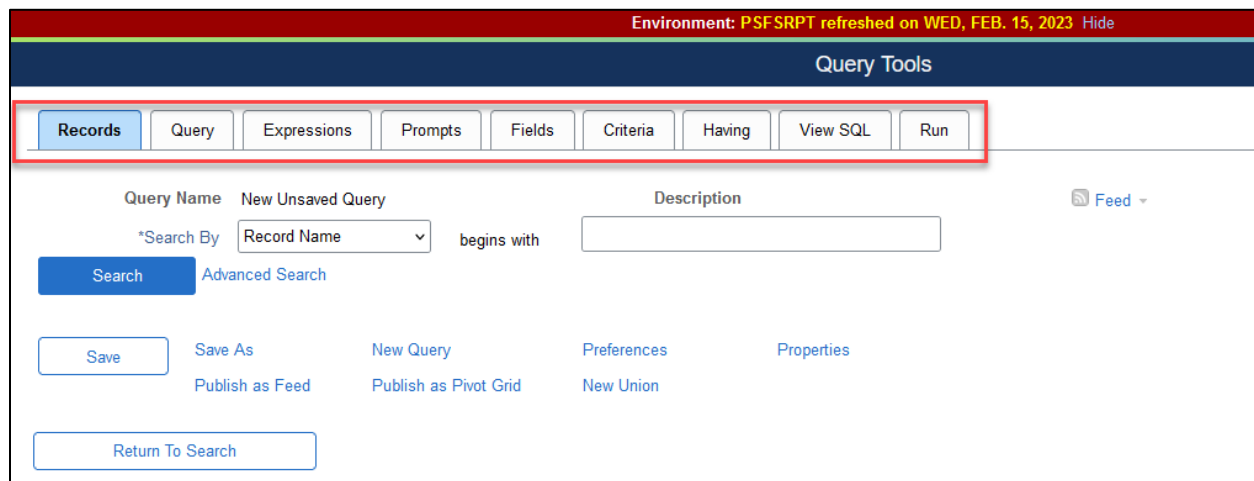 Environment: PSFSRPT refreshed on WED, FEB. 15, 2023 Hide
Query Tools
Records Query Expressions Prompts Fields Criteria Having View SQL Run
Query Name New Unsaved Query Description Feed
*Search By Record Name begins with
Search Advanced Search
Save Save As New Query Preferences Properties
Publish as Feed Publish as Pivot Grid New Union
Return To Search